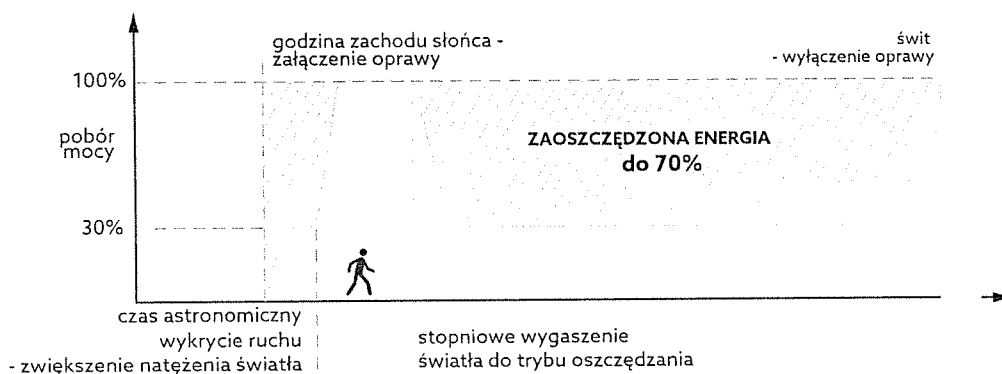 godzina zachodu słońca -
załączenie oprawy
świt
- wyłączenie oprawy
100%
pobór
mocy
ZAOSZCZĘDZONA ENERGIA
do 70%
30%
czas astronomiczny
wykrycie ruchu
- zwiększenie natężenia światła
stopniowe wygaszenie
światła do trybu oszczędzania